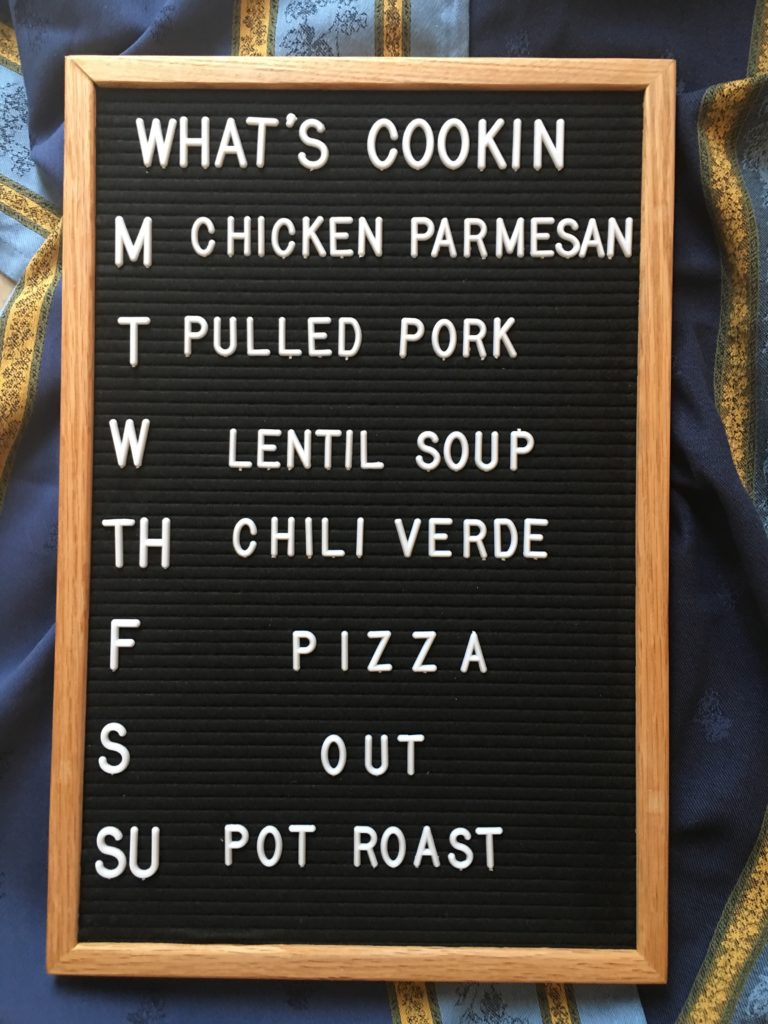 WHAT'S COOKIN
M CHICKEN PARMESAN
T PULLED PORK
W LENTIL SOUP
TH CHILI VERDE
F PIZZA
S OUT
SU POT ROAST